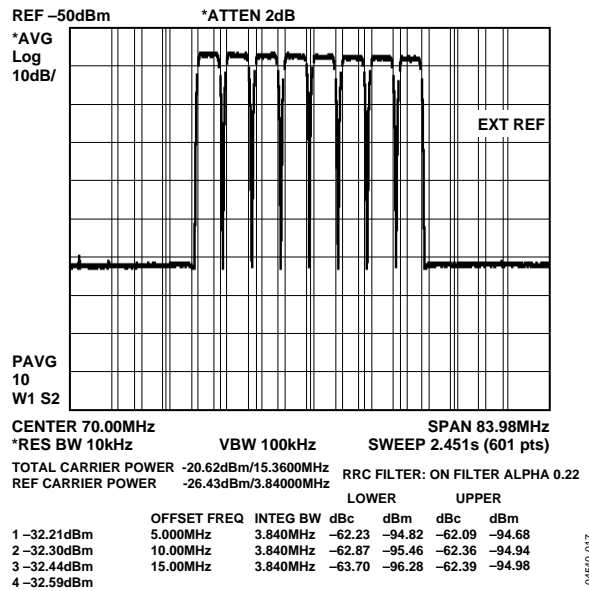 REF –50dBm *ATTEN 2dB
*AVG
Log
10dB/
EXT REF
PAVG
10
W1 S2
CENTER 70.00MHz SPAN 83.98MHz
*RES BW 10kHz VBW 100kHz SWEEP 2.451s (601 pts)
TOTAL CARRIER POWER -20.62dBm/15.3600MHz RRC FILTER: ON FILTER ALPHA 0.22
REF CARRIER POWER -26.43dBm/3.84000MHz
LOWER UPPER
OFFSET FREQ INTEG BW dBc dBm dBc dBm
1 –32.21dBm 5.000MHz 3.840MHz –62.23 –94.82 –62.09 –94.68
2 –32.30dBm 10.00MHz 3.840MHz –62.87 –95.46 –62.36 –94.94
3 –32.44dBm 15.00MHz 3.840MHz –63.70 –96.28 –62.39 –94.98
4 –32.59dBm
04540-017